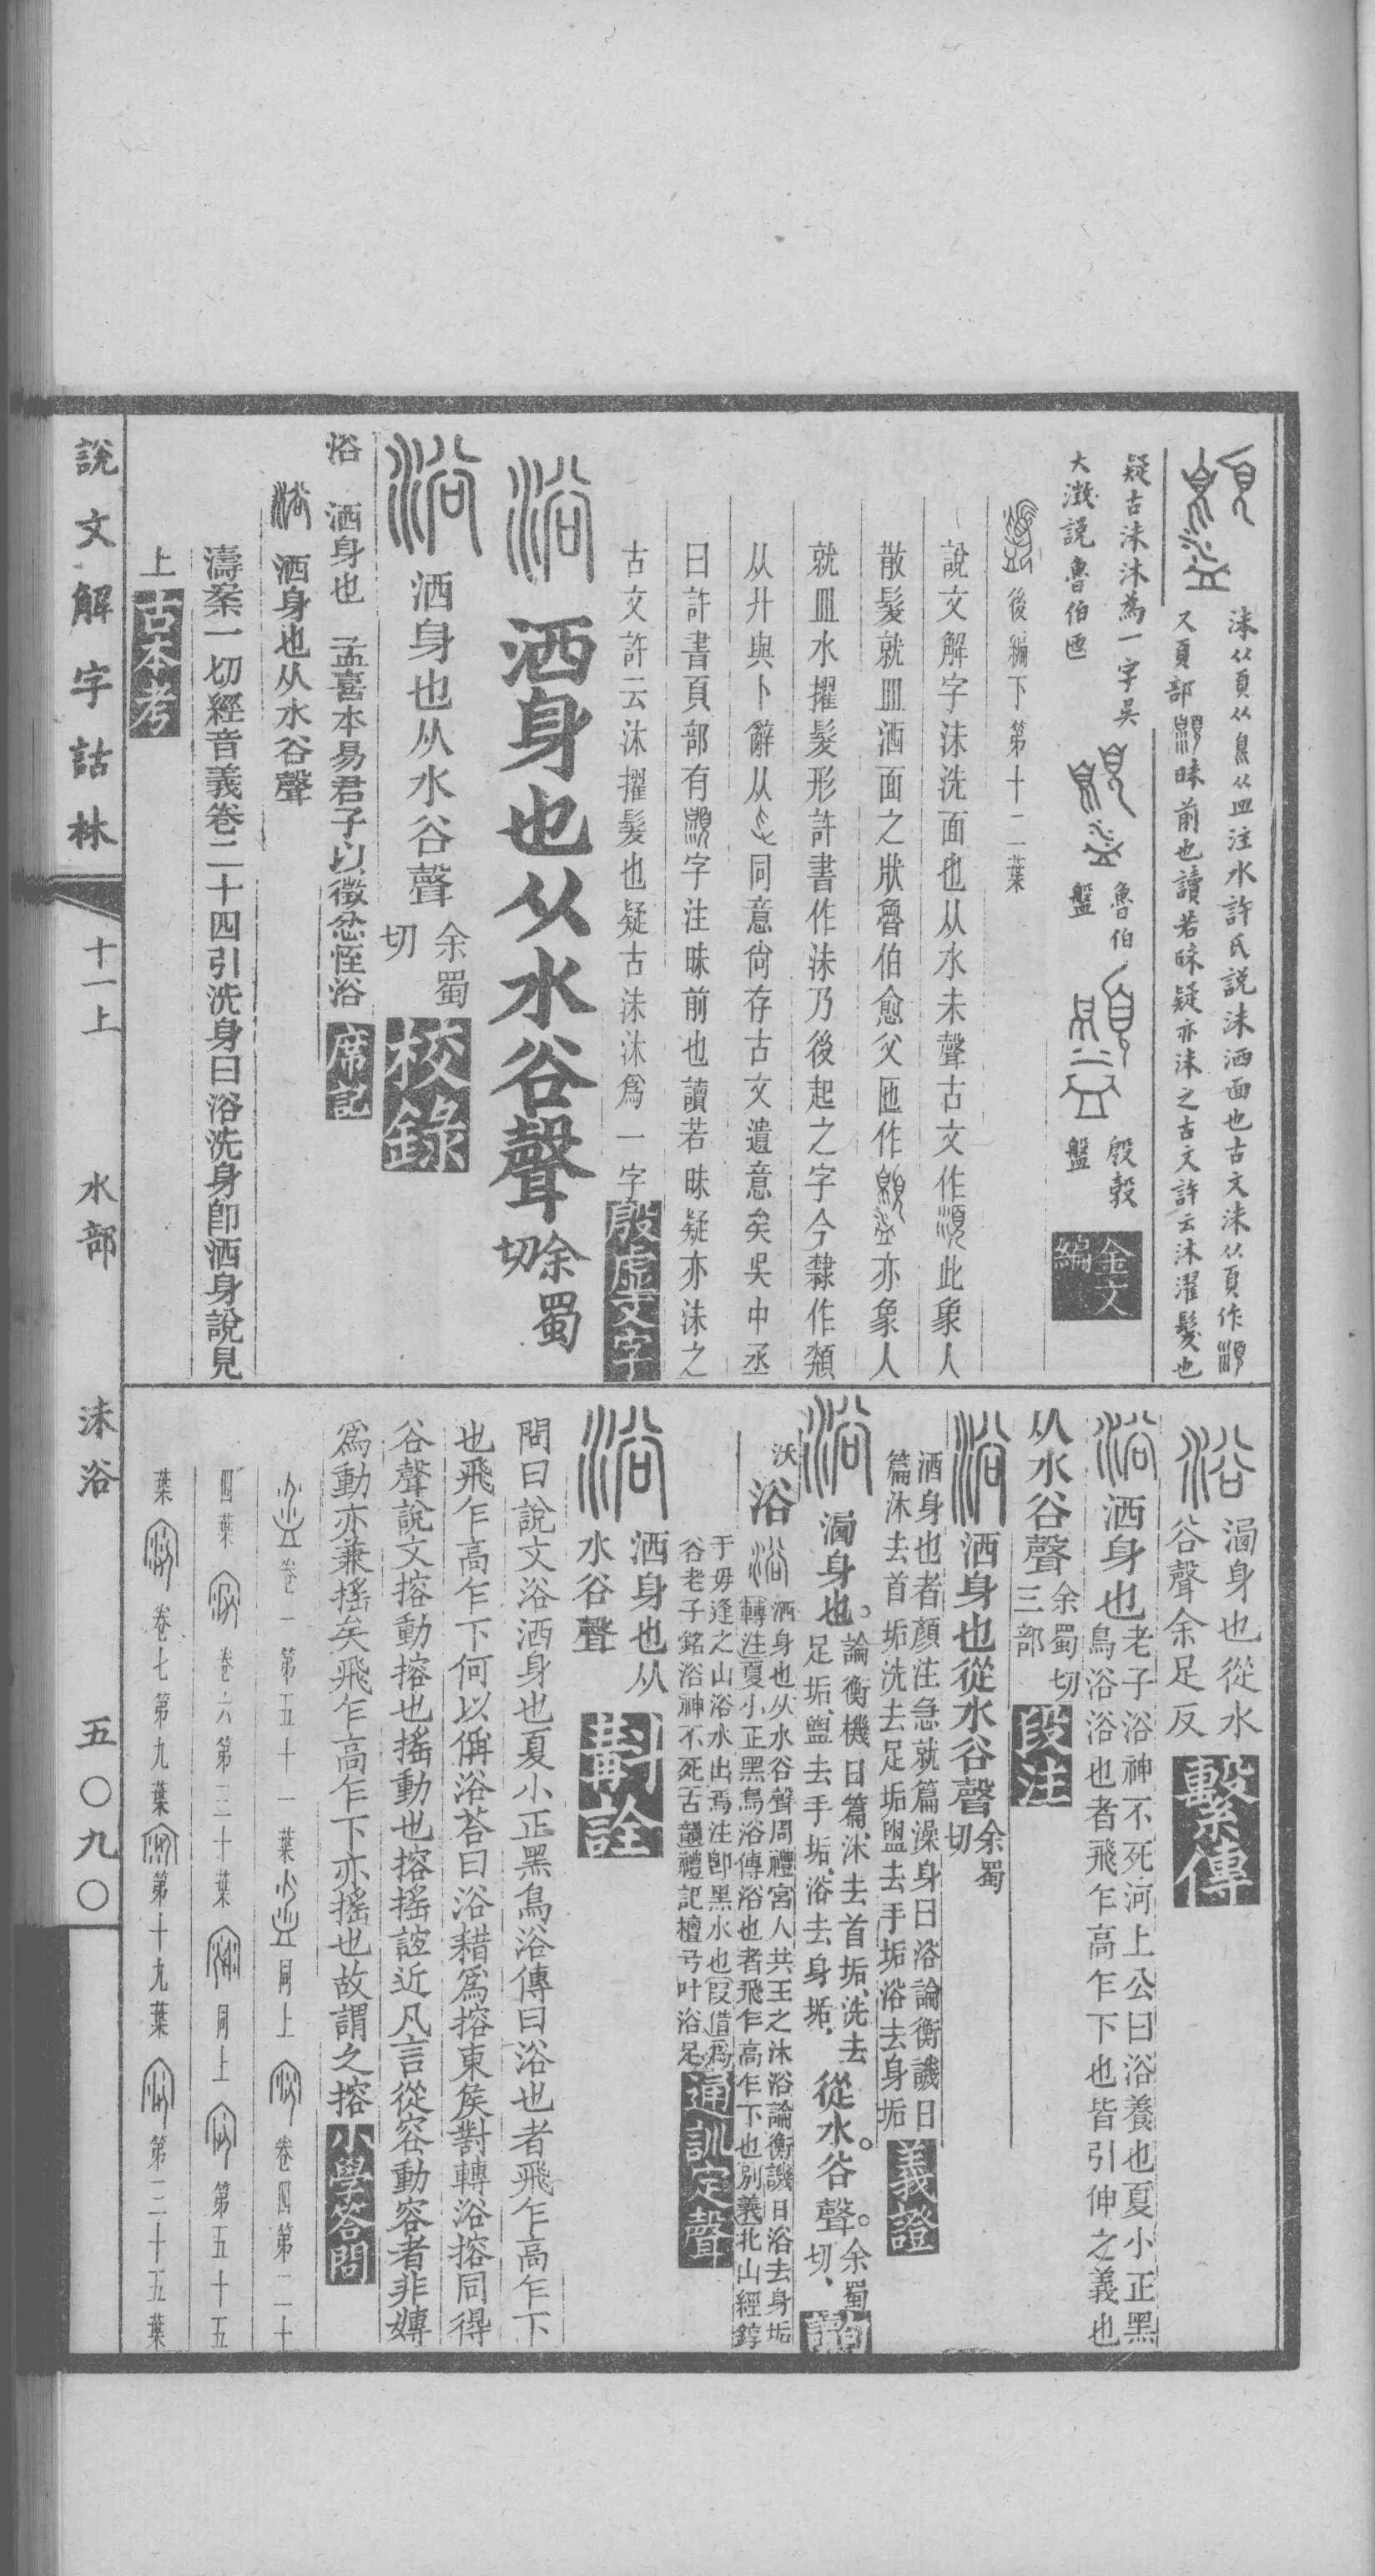 沬从頁从臼从皿注水許氏說沬洒面也古文沬从頁作
又頁部昧前也讀若昧疑亦沬之古文許云沐濯髮也
疑古沬沐為一字吳
大澂說魯伯匜
魯伯
盤
殷穀
盤
金文
編
後編下第十二葉
說文解字沬洗面也从水未聲古文作湏此象人
散髮就皿洒面之狀魯伯愈父匜作亦象人
就皿水擢髮形許書作沬乃後起之字今隸作頮
从廾與卜辭从同意尙存古文遺意矣吳中丞
曰許書頁部有字注昧前也讀若昧疑亦沬之
古文許云沐擢髮也疑古沬沐爲一字殷虛文字
浴 洒身也从水谷聲余蜀切
浴 洒身也从水谷聲余蜀切校錄
浴 洒身也 孟喜本易君子以徵忿恎浴席記
浴 洒身也从水谷聲
濤案一切經音義卷二十四引洗身曰浴洗身卽洒身說見
上古本考
浴 㴬身也從水
谷聲余足反繫傳
浴 洒身也老子浴神不死河上公曰浴養也夏小正黑
鳥浴浴也者飛乍高乍下也皆引伸之義也
从水谷聲余蜀切三部段注
浴 洒身也從水谷聲余蜀切
洒身也者顏注急就篇澡身曰浴論衡譏日
篇沐去首垢洗去足垢盥去手垢浴去身垢義證
浴 㴬身也。論衡機日篇、沐去首垢、洗去
足垢、盥去手垢、浴去身垢.從水。谷聲。余蜀切、
沃
浴 浴 洒身也从水谷聲周禮宮人共王之沐浴論衡譏日浴去身垢
轉注夏小正黑鳥浴傳浴也者飛乍高乍下也別義北山經錞
于毋逢之山浴水出焉注卽黑水也叚借爲
谷老子銘浴神不死古韻禮記檀弓叶浴足通訓定聲
浴 洒身也从
水谷聲斠詮
問曰說文浴洒身也夏小正黑鳥浴傳曰浴也者飛乍高乍下
也飛乍高乍下何以偁浴荅曰浴藉爲搈東矦對轉浴搈同得
谷聲說文搈動搈也搖動也搈搖誼近凡言從容動容者非嫥
爲動亦兼搖矣飛乍高乍下亦搖也故謂之搈小學答問
卷一第五十一葉同上 卷四第二十
四葉 卷六第三十葉 同上 第五十五
葉 卷七第九葉第十九葉 第二十五葉
說文解字詁林 十一上 水部 沬浴 五〇九〇